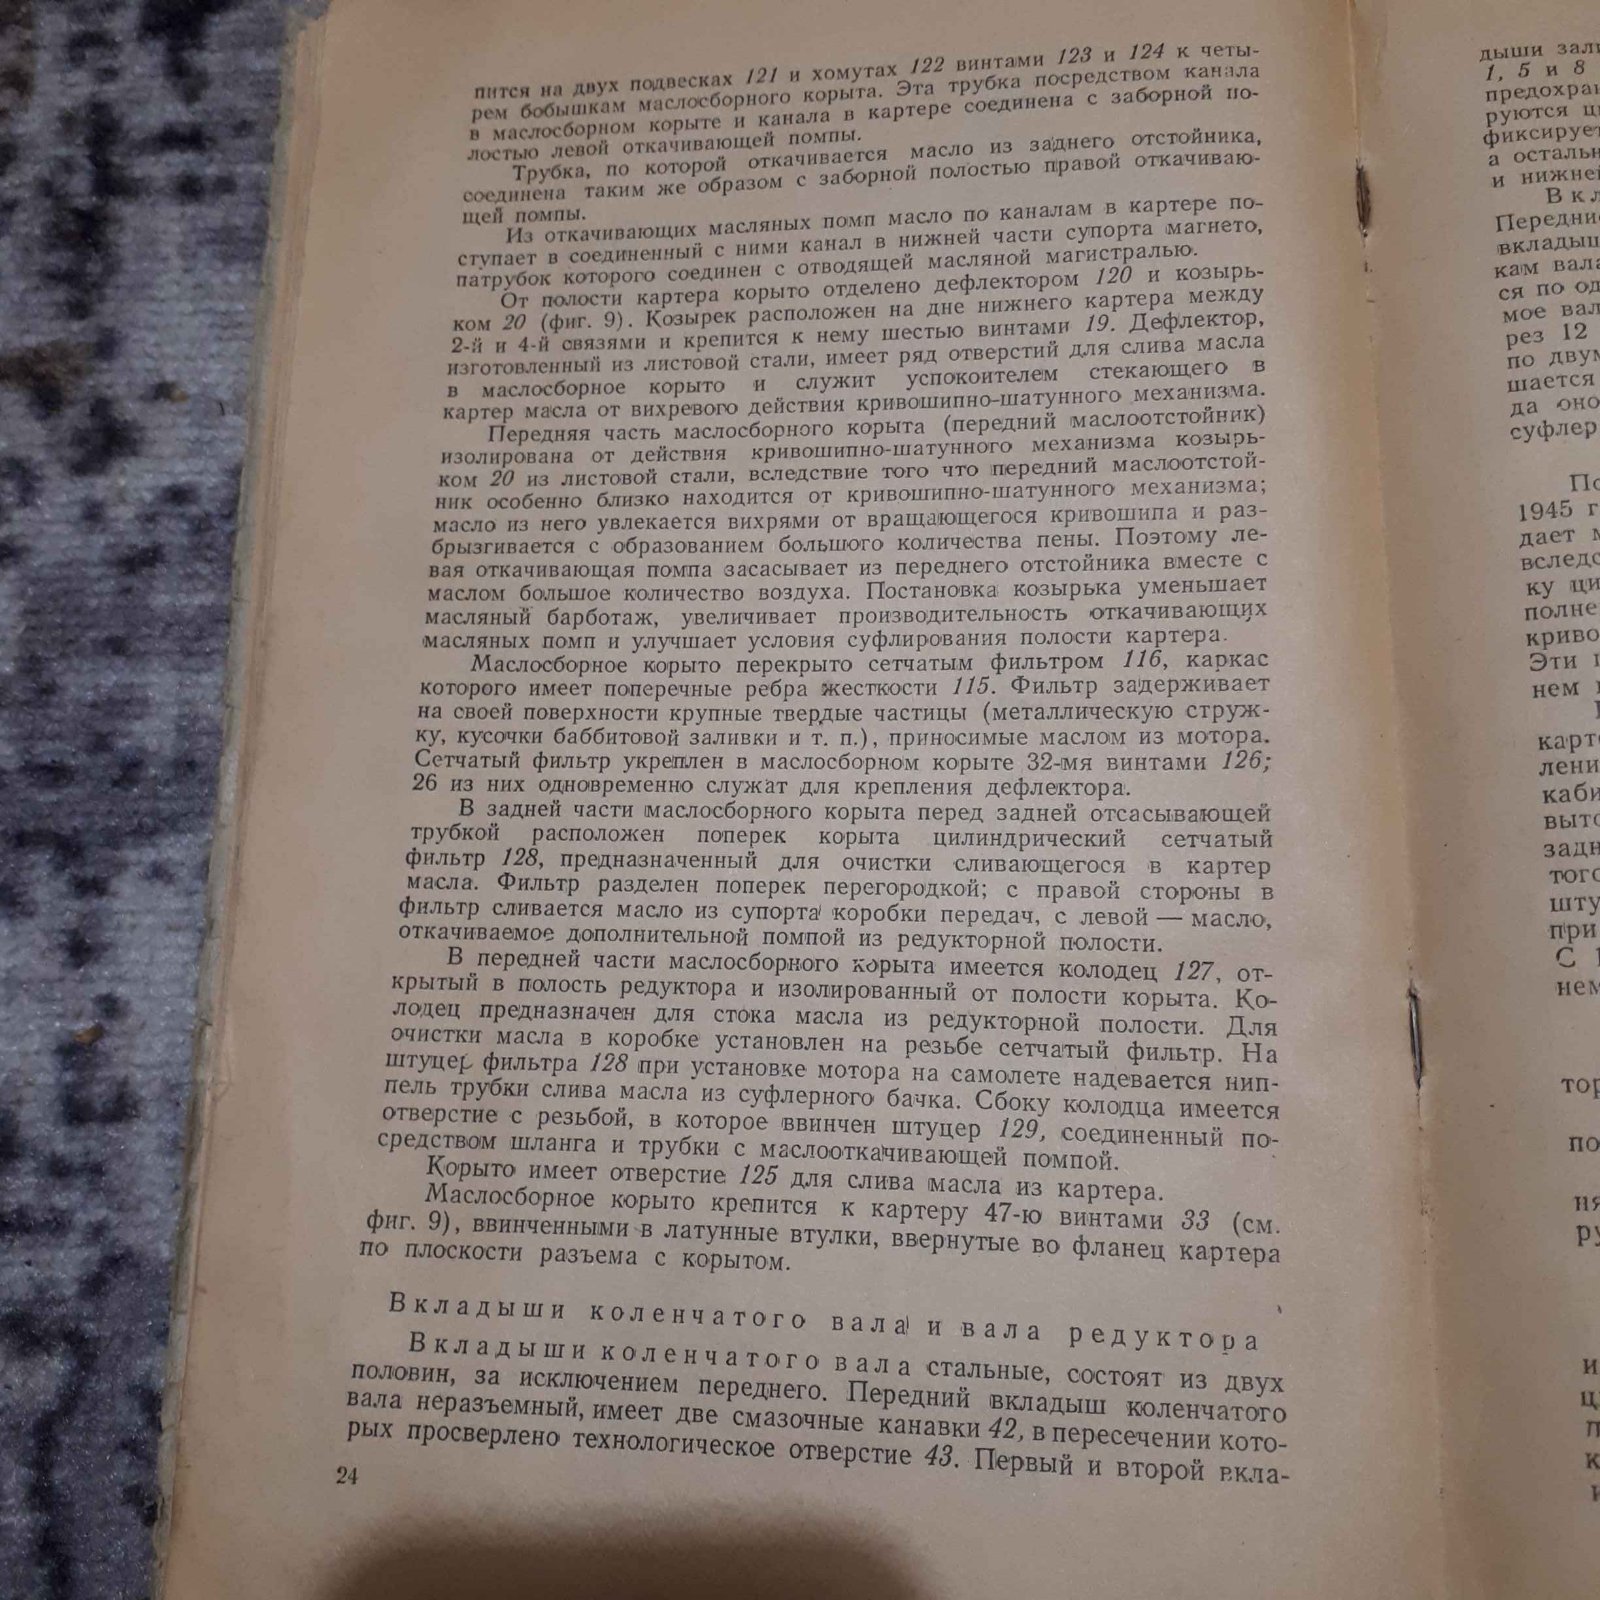 пится на двух подвесках 121 и хомутах 122 винтами 123 и 124 к четы-
рем бобышкам маслосборного корыта. Эта трубка посредством канала
в маслосборном корыте и канала в картере соединена с заборной по-
лостью левой откачивающей помпы.
Трубка, по которой откачивается масло из заднего отстойника,
соединена таким же образом с заборной полостью правой откачиваю-
щей помпы.
Из откачивающих масляных помп масло по каналам в картере по-
ступает в соединенный с ними канал в нижней части супорта магнето,
патрубок которого соединен с отводящей масляной магистралью.
От полости картера корыто отделено дефлектором 120 и козырь-
ком 20 (фиг. 9). Козырек расположен на дне нижнего картера между
2-й и 4-й связями и крепится к нему шестью винтами 19. Дефлектор,
изготовленный из листовой стали, имеет ряд отверстий для слива масла
в маслосборное корыто и служит успокоителем стекающего в
картер масла от вихревого действия кривошипно-шатунного механизма.
Передняя часть маслосборного корыта (передний маслоотстойник)
изолирована от действия кривошипно-шатунного механизма козырь-
ком 20 из листовой стали, вследствие того что передний маслоотстой-
ник особенно близко находится от кривошипно-шатунного механизма;
масло из него увлекается вихрями от вращающегося кривошипа и раз-
брызгивается с образованием большого количества пены. Поэтому ле-
вая откачивающая помпа засасывает из переднего отстойника вместе с
маслом большое количество воздуха. Постановка козырька уменьшает
масляный барботаж, увеличивает производительность откачивающих
масляных помп и улучшает условия суфлирования полости картера.
Маслосборное корыто перекрыто сетчатым фильтром 116, каркас
которого имеет поперечные ребра жесткости 115. Фильтр задерживает
на своей поверхности крупные твердые частицы (металлическую струж-
ку, кусочки баббитовой заливки и т. п.), приносимые маслом из мотора.
Сетчатый фильтр укреплен в маслосборном корыте 32-мя винтами 126;
26 из них одновременно служат для крепления дефлектора.
В задней части маслосборного корыта перед задней отсасывающей
трубкой расположен поперек корыта цилиндрический сетчатый
фильтр 128, предназначенный для очистки сливающегося в картер
масла. Фильтр разделен поперек перегородкой; с правой стороны в
фильтр сливается масло из супорта коробки передач, с левой — масло,
откачиваемое дополнительной помпой из редукторной полости.
В передней части маслосборного корыта имеется колодец 127, от-
крытый в полость редуктора и изолированный от полости корыта. Ко-
лодец предназначен для стока масла из редукторной полости. Для
очистки масла в коробке установлен на резьбе сетчатый фильтр. На
штуцер фильтра 128 при установке мотора на самолете надевается нип-
пель трубки слива масла из суфлерного бачка. Сбоку колодца имеется
отверстие с резьбой, в которое ввинчен штуцер 129, соединенный по-
средством шланга и трубки с маслооткачивающей помпой.
Корыто имеет отверстие 125 для слива масла из картера.
Маслосборное корыто крепится к картеру 47-ю винтами 33 (см.
фиг. 9), ввинченными в латунные втулки, ввернутые во фланец картера
по плоскости разъема с корытом.
Вкладыши коленчатого вала и вала редуктора
Вкладыши коленчатого вала стальные, состоят из двух
половин, за исключением переднего. Передний вкладыш коленчатого
вала неразъемный, имеет две смазочные канавки 42, в пересечении кото-
рых просверлено технологическое отверстие 43. Первый и второй вкла-
24
дыши
1, 5 и 8
а
и
вала
ся по
мое
рез 12
по
шается
да оно
1945
дает
ку
Эти
нем
при
С